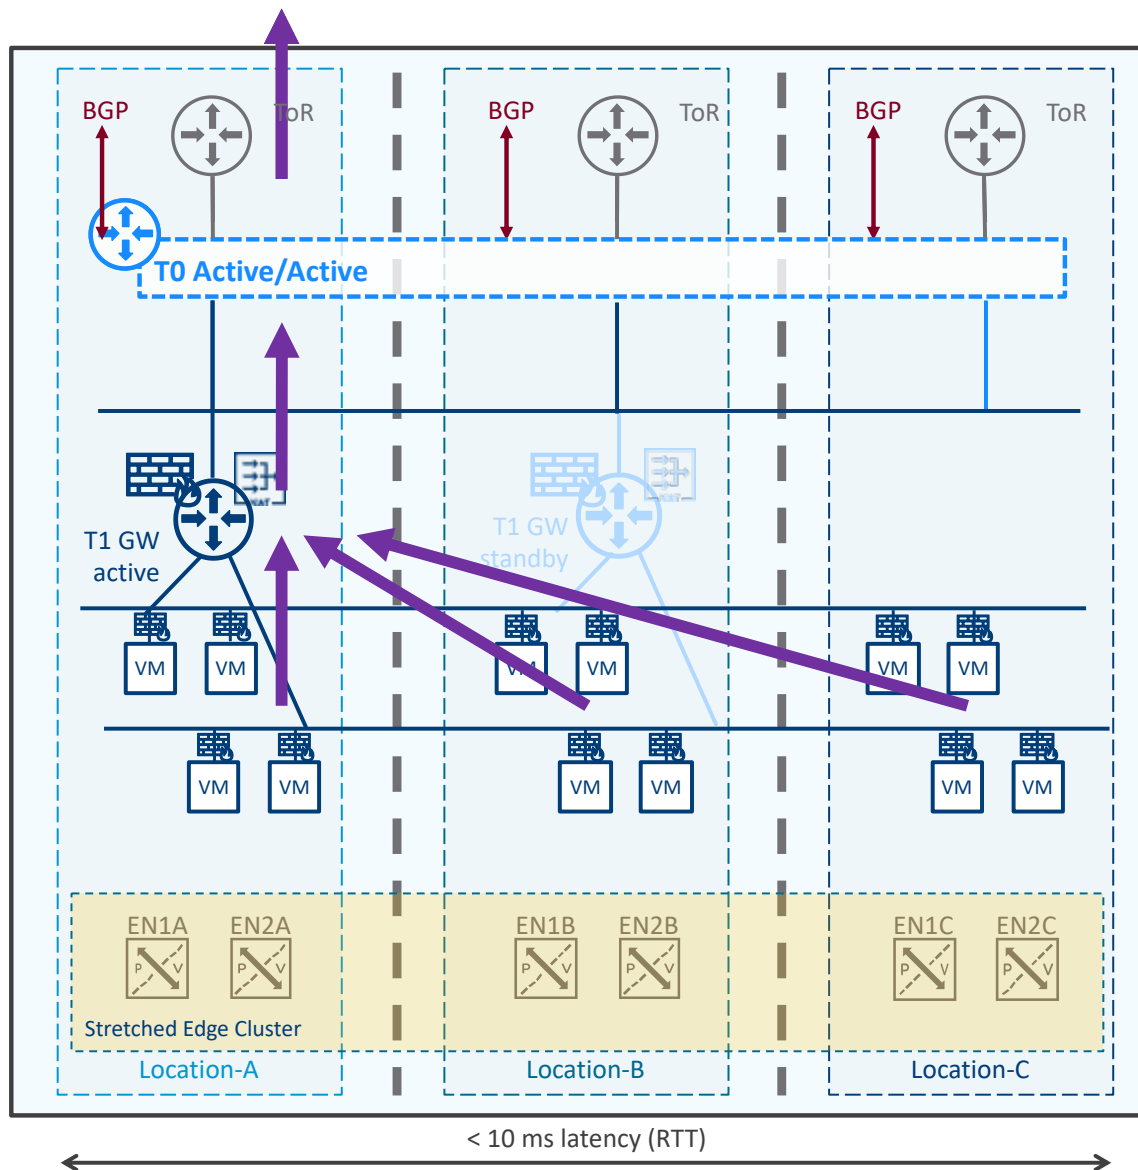 BGP
ToR
BGP
ToR
BGP
ToR
T0 Active/Active
NAT
NAT
T1 GW
active
T1 GW
standby
VM
VM
VM
VM
VM
VM
VM
VM
VM
VM
VM
VM
EN1A
EN2A
EN1B
EN2B
EN1C
EN2C
P
V
P
V
P
V
P
V
P
V
P
V
Stretched Edge Cluster
Location-A
Location-B
Location-C
< 10 ms latency (RTT)